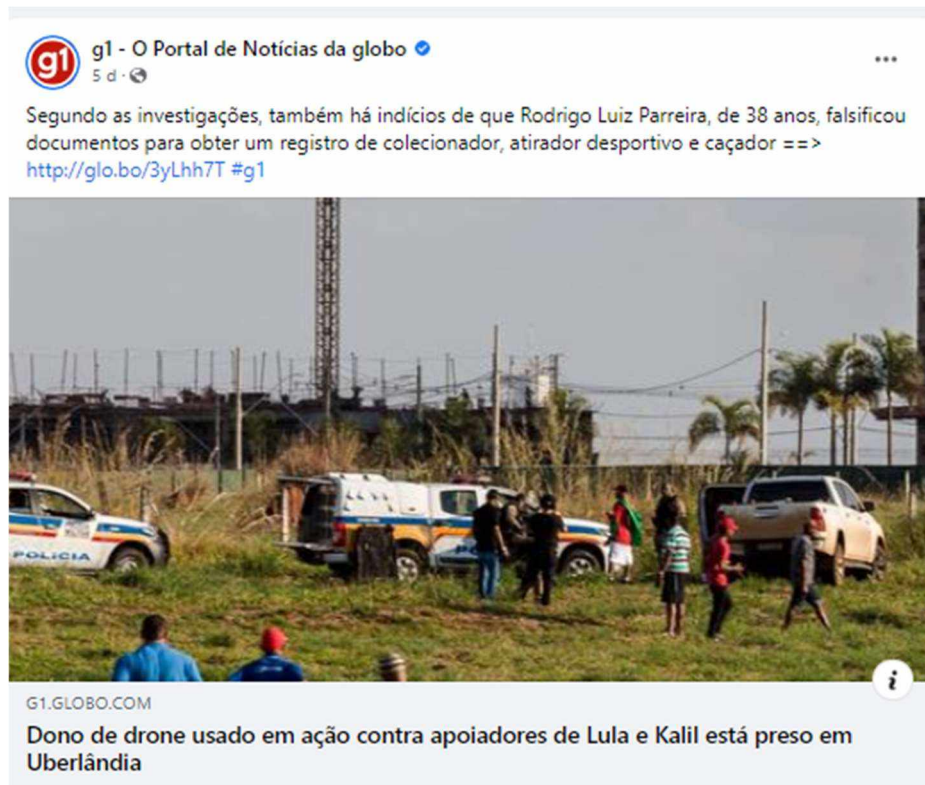 g1
g1 - O Portal de Notícias da globo
5 d
Segundo as investigações, também há indícios de que Rodrigo Luiz Parreira, de 38 anos, falsificou
documentos para obter um registro de colecionador, atirador desportivo e caçador ==>
http://glo.bo/3yLhh7T #g1
POLICIA
G1.GLOBO.COM
Dono de drone usado em ação contra apoiadores de Lula e Kalil está preso em
Uberlândia